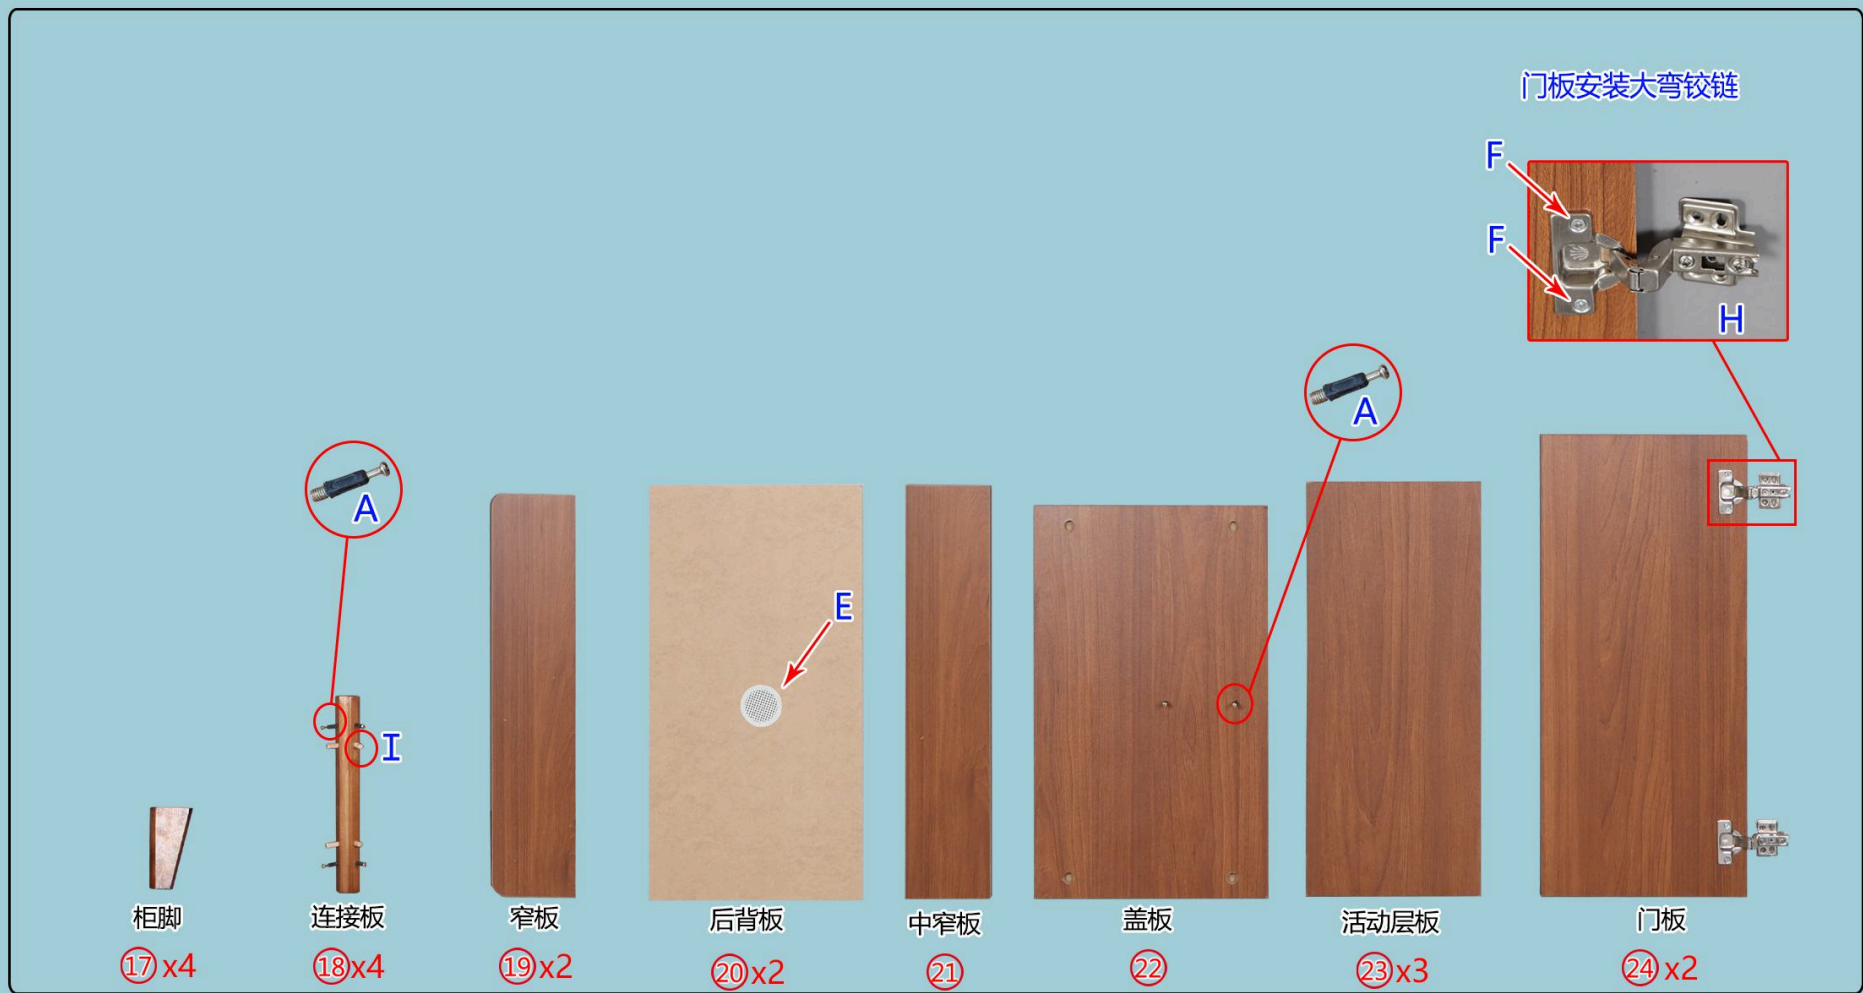 门板安装大弯铰链
F
F
H
A
A
E
I
柜脚
连接板
窄板
后背板
中窄板
盖板
活动层板
门板
⑰x4
⑱x4
⑲x2
⑳x2
㉑
㉒
㉓x3
㉔x2